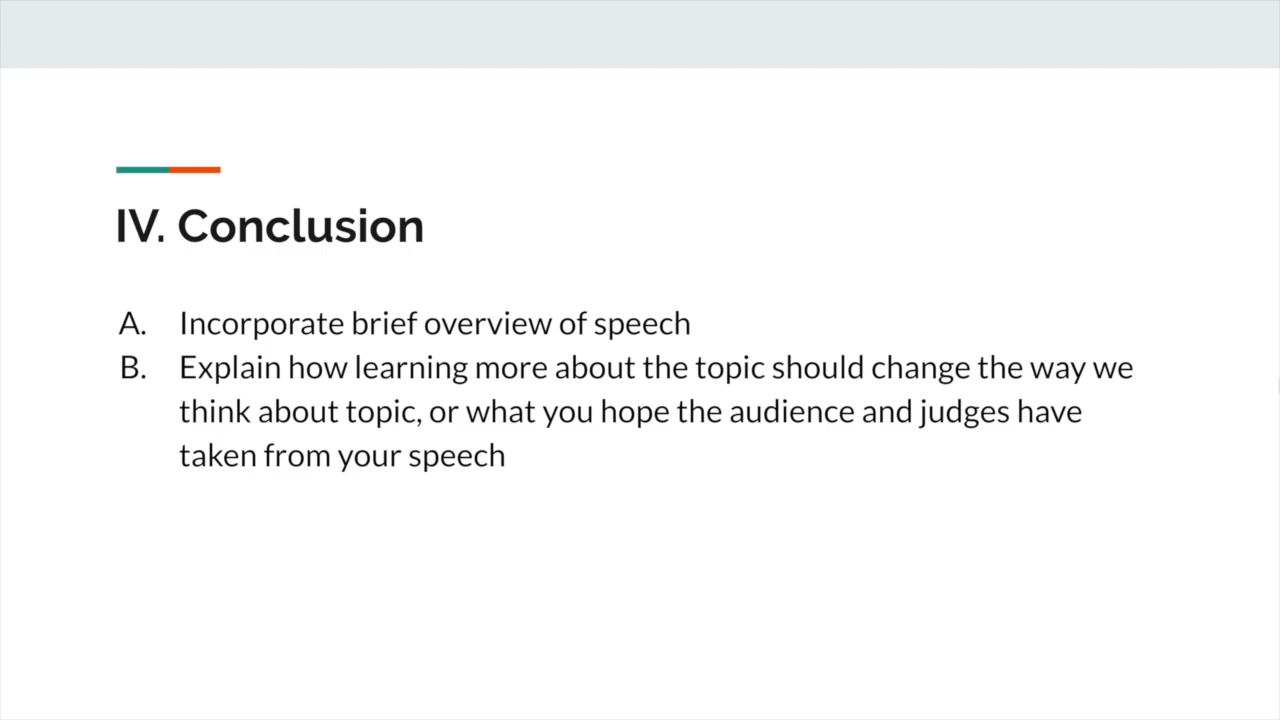 IV. Conclusion
A. Incorporate brief overview of speech
B. Explain how learning more about the topic should change the way we
think about topic, or what you hope the audience and judges have
taken from your speech